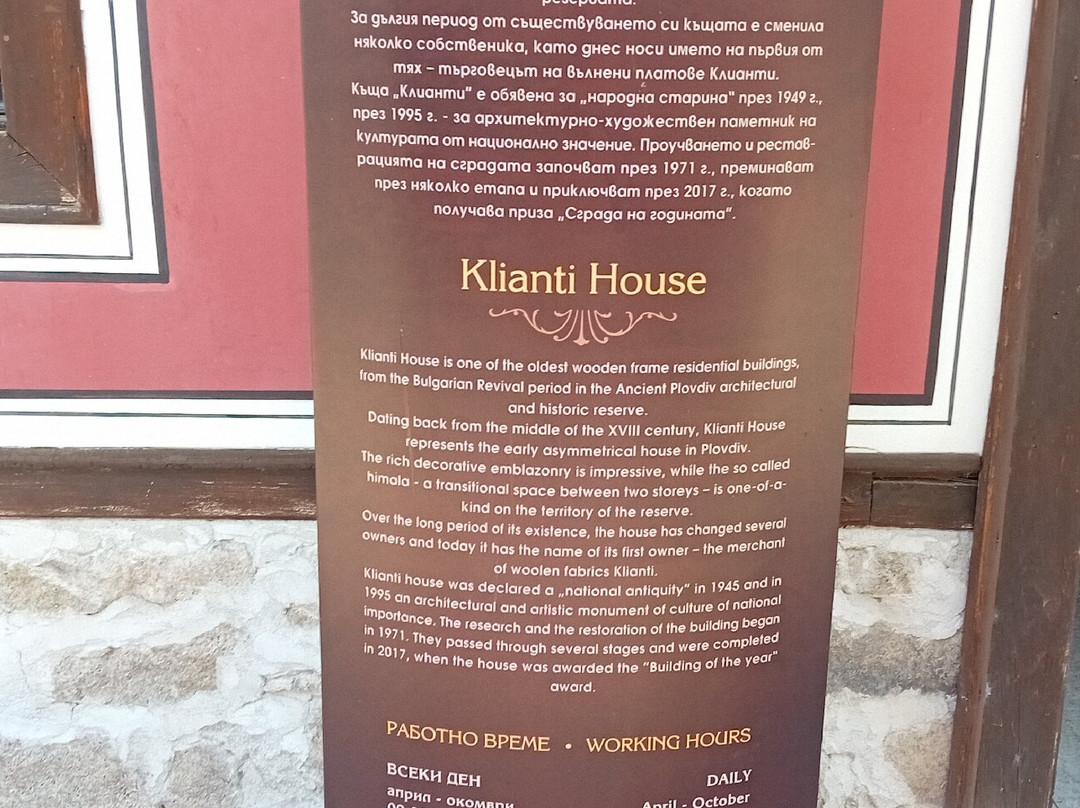 резервата.
За дългия период от съществуването си къщата е сменила
няколко собственика, като днес носи името на първия от
тях – търговецът на вълнени платове Клианти.
Къща „Клианти“ е обявена за „народна старина“ през 1949 г.,
през 1995 г. - за архитектурно-художествен паметник на
културата от национално значение. Проучването и рестав-
рацията на сградата започват през 1971 г., преминават
през няколко етапа и приключват през 2017 г., когато
получава приза „Сграда на годината“.
Klianti House
Klianti House is one of the oldest wooden frame residential buildings,
from the Bulgarian Revival period in the Ancient Plovdiv architectural
and historic reserve.
Dating back from the middle of the XVIII century, Klianti House
represents the early asymmetrical house in Plovdiv.
The rich decorative emblazonry is impressive, while the so called
himala - a transitional space between two storeys – is one-of-a-
kind on the territory of the reserve.
Over the long period of its existence, the house has changed several
owners and today it has the name of its first owner – the merchant
of woolen fabrics Klianti.
Klianti house was declared a „national antiquity“ in 1945 and in
1995 an architectural and artistic monument of culture of national
importance. The research and the restoration of the building began
in 1971. They passed through several stages and were completed
in 2017, when the house was awarded the "Building of the year"
award.
РАБОТНО ВРЕМЕ • WORKING HOURS
ВСЕКИ ДЕН DAILY
април - октомври April - October